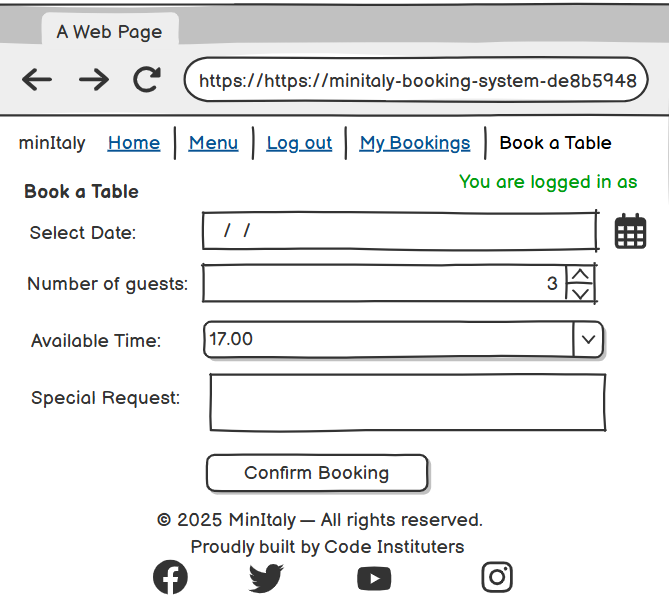 A Web Page
https://https://minitaly-booking-system-de8b5948
minItaly Home Menu Log out My Bookings Book a Table
You are logged in as
Book a Table
Select Date: / /
Number of guests: 3
Available Time: 17.00
Special Request:
Confirm Booking
© 2025 MinItaly — All rights reserved.
Proudly built by Code Instituters